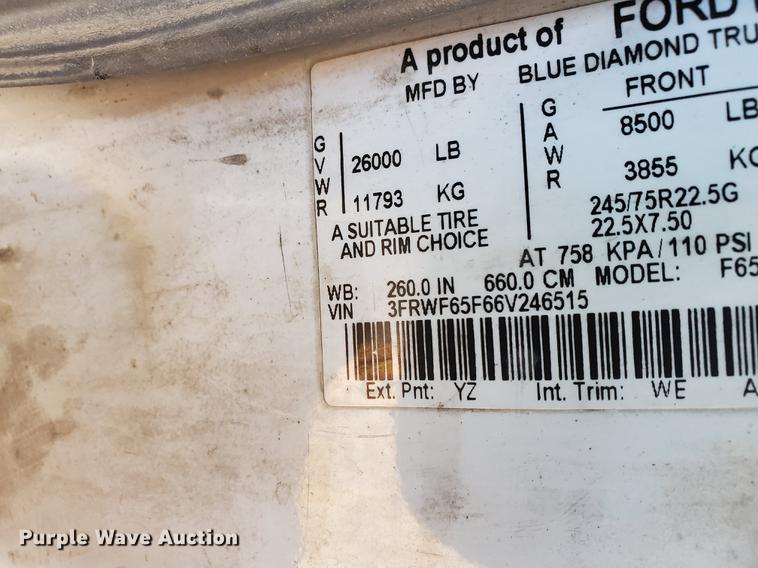 A product of FORD
MFD BY BLUE DIAMOND
FRONT
GVWR 26000 LB
11793 KG
GAWR 8500 LB
3855
245/75R22.5G
22.5X7.50
A SUITABLE TIRE
AND RIM CHOICE
AT 758 KPA/110 PSI
WB: 260.0 IN 660.0 CM MODEL: F65
VIN 3FRWF65F66V246515
Ext. Pnt: YZ Int. Trim: WE A
Purple Wave Auction